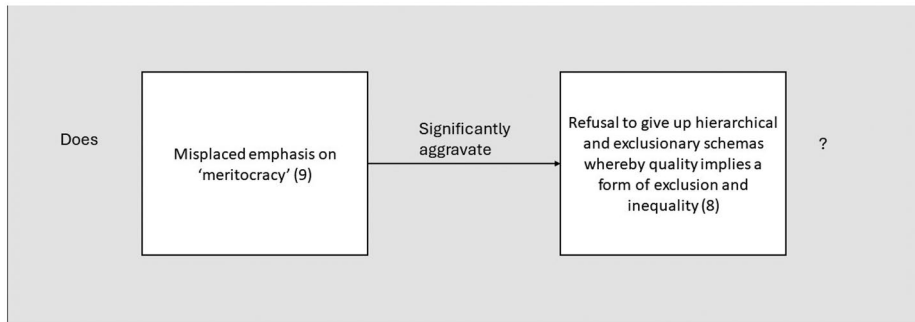 Does
Misplaced emphasis on
‘meritocracy’ (9)
Significantly
aggravate
Refusal to give up hierarchical
and exclusionary schemas
whereby quality implies a
form of exclusion and
inequality (8)
?